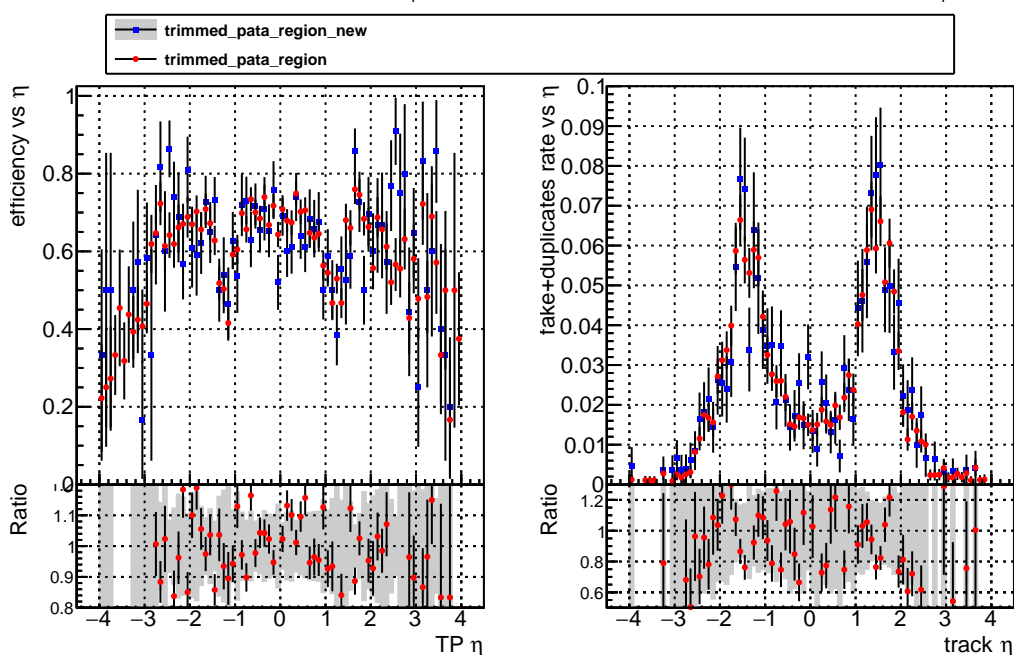 trimmed_pata_region_new
trimmed_pata_region
efficiency vs η
1
0.8
0.6
0.4
0.2
0
Ratio
1.1
1
0.9
0.8
−4 −3 −2 −1 0 1 2 3 4
TP η
fake+duplicates rate vs η
0.1
0.09
0.08
0.07
0.06
0.05
0.04
0.03
0.02
0.01
0
Ratio
1.2
1
0.8
0.6
−4 −3 −2 −1 0 1 2 3 4
track η